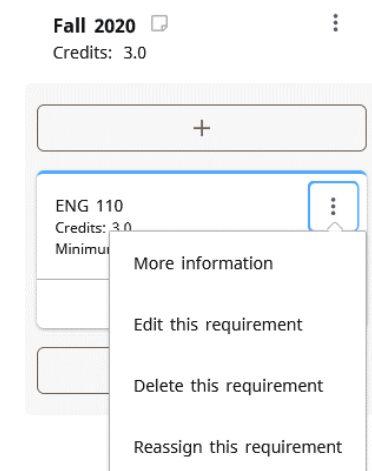 Fall 2020
Credits: 3.0
+
ENG 110
Credits: 3.0
More information
Edit this requirement
Delete this requirement
Reassign this requirement